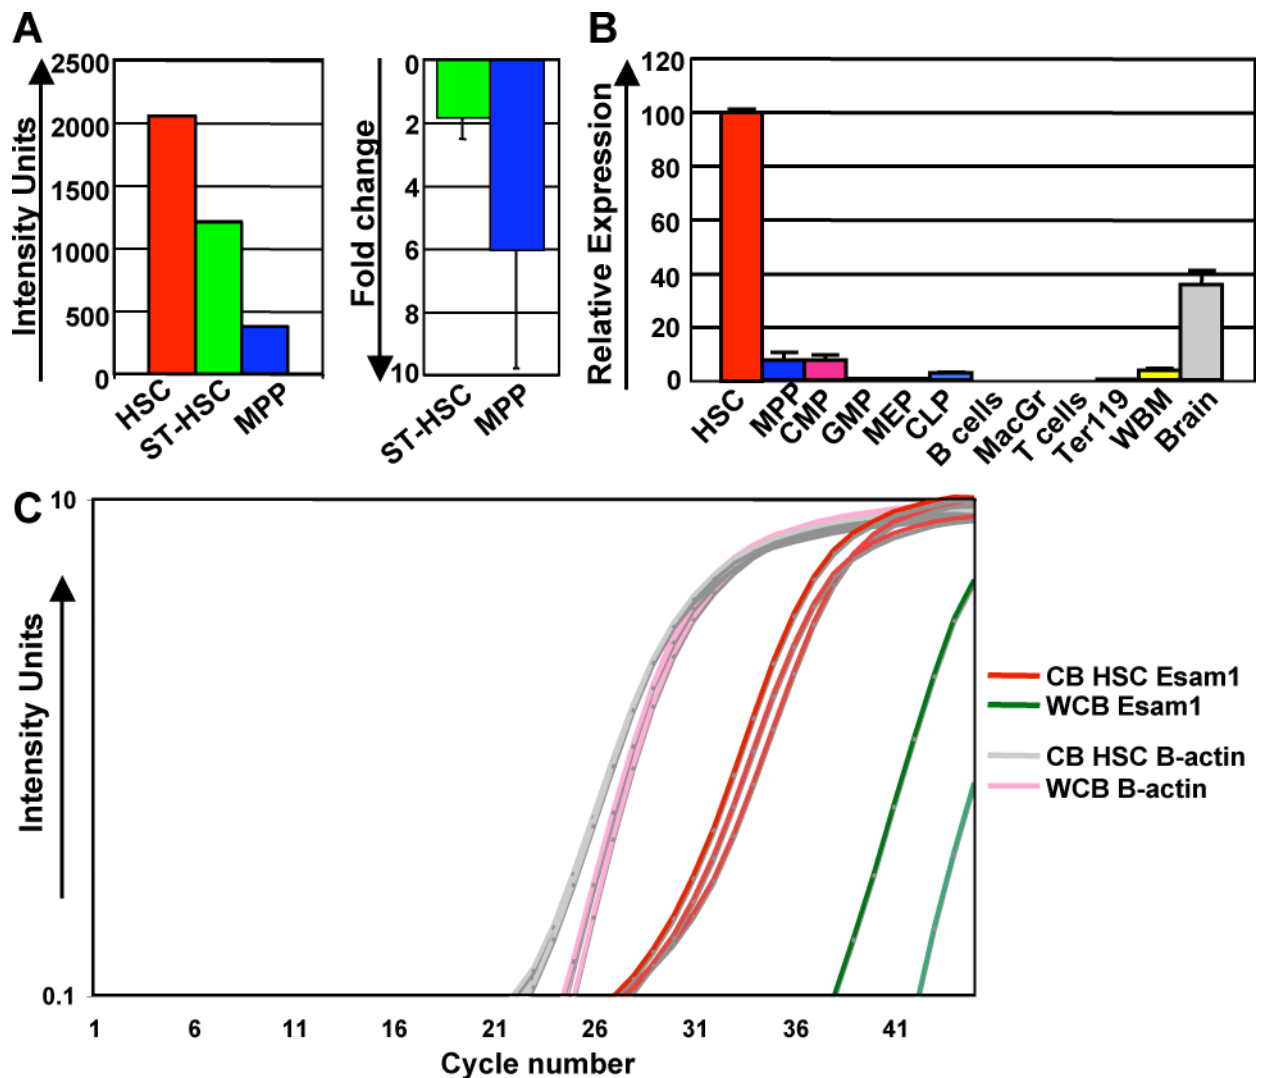 A
Intensity Units
2500
2000
1500
1000
500
0
HSC
ST-HSC
MPP
Fold change
0
2
4
6
8
10
ST-HSC
MPP
B
Relative Expression
120
100
80
60
40
20
0
HSC
MPP
CMP
GMP
MEP
CLP
B cells
MacGr
T cells
Ter119
WBM
Brain
C
Intensity Units
10
0.1
1 6 11 16 21 26 31 36 41
Cycle number
CB HSC Esam1
WCB Esam1
CB HSC B-actin
WCB B-actin